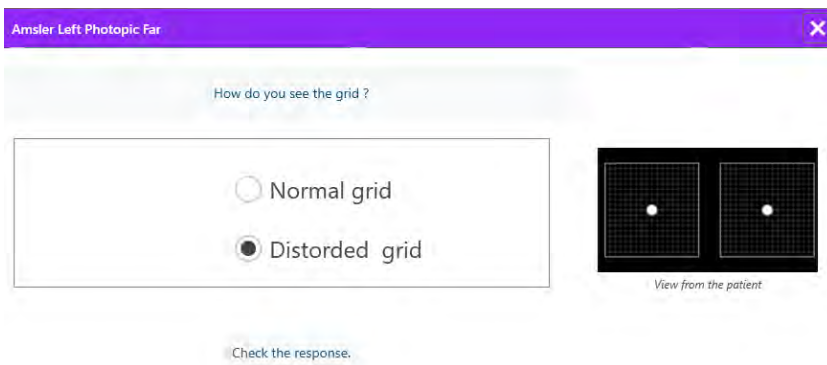 Amsler Left Photopic Far
How do you see the grid ?
Normal grid
Distorded grid
View from the patient
Check the response.